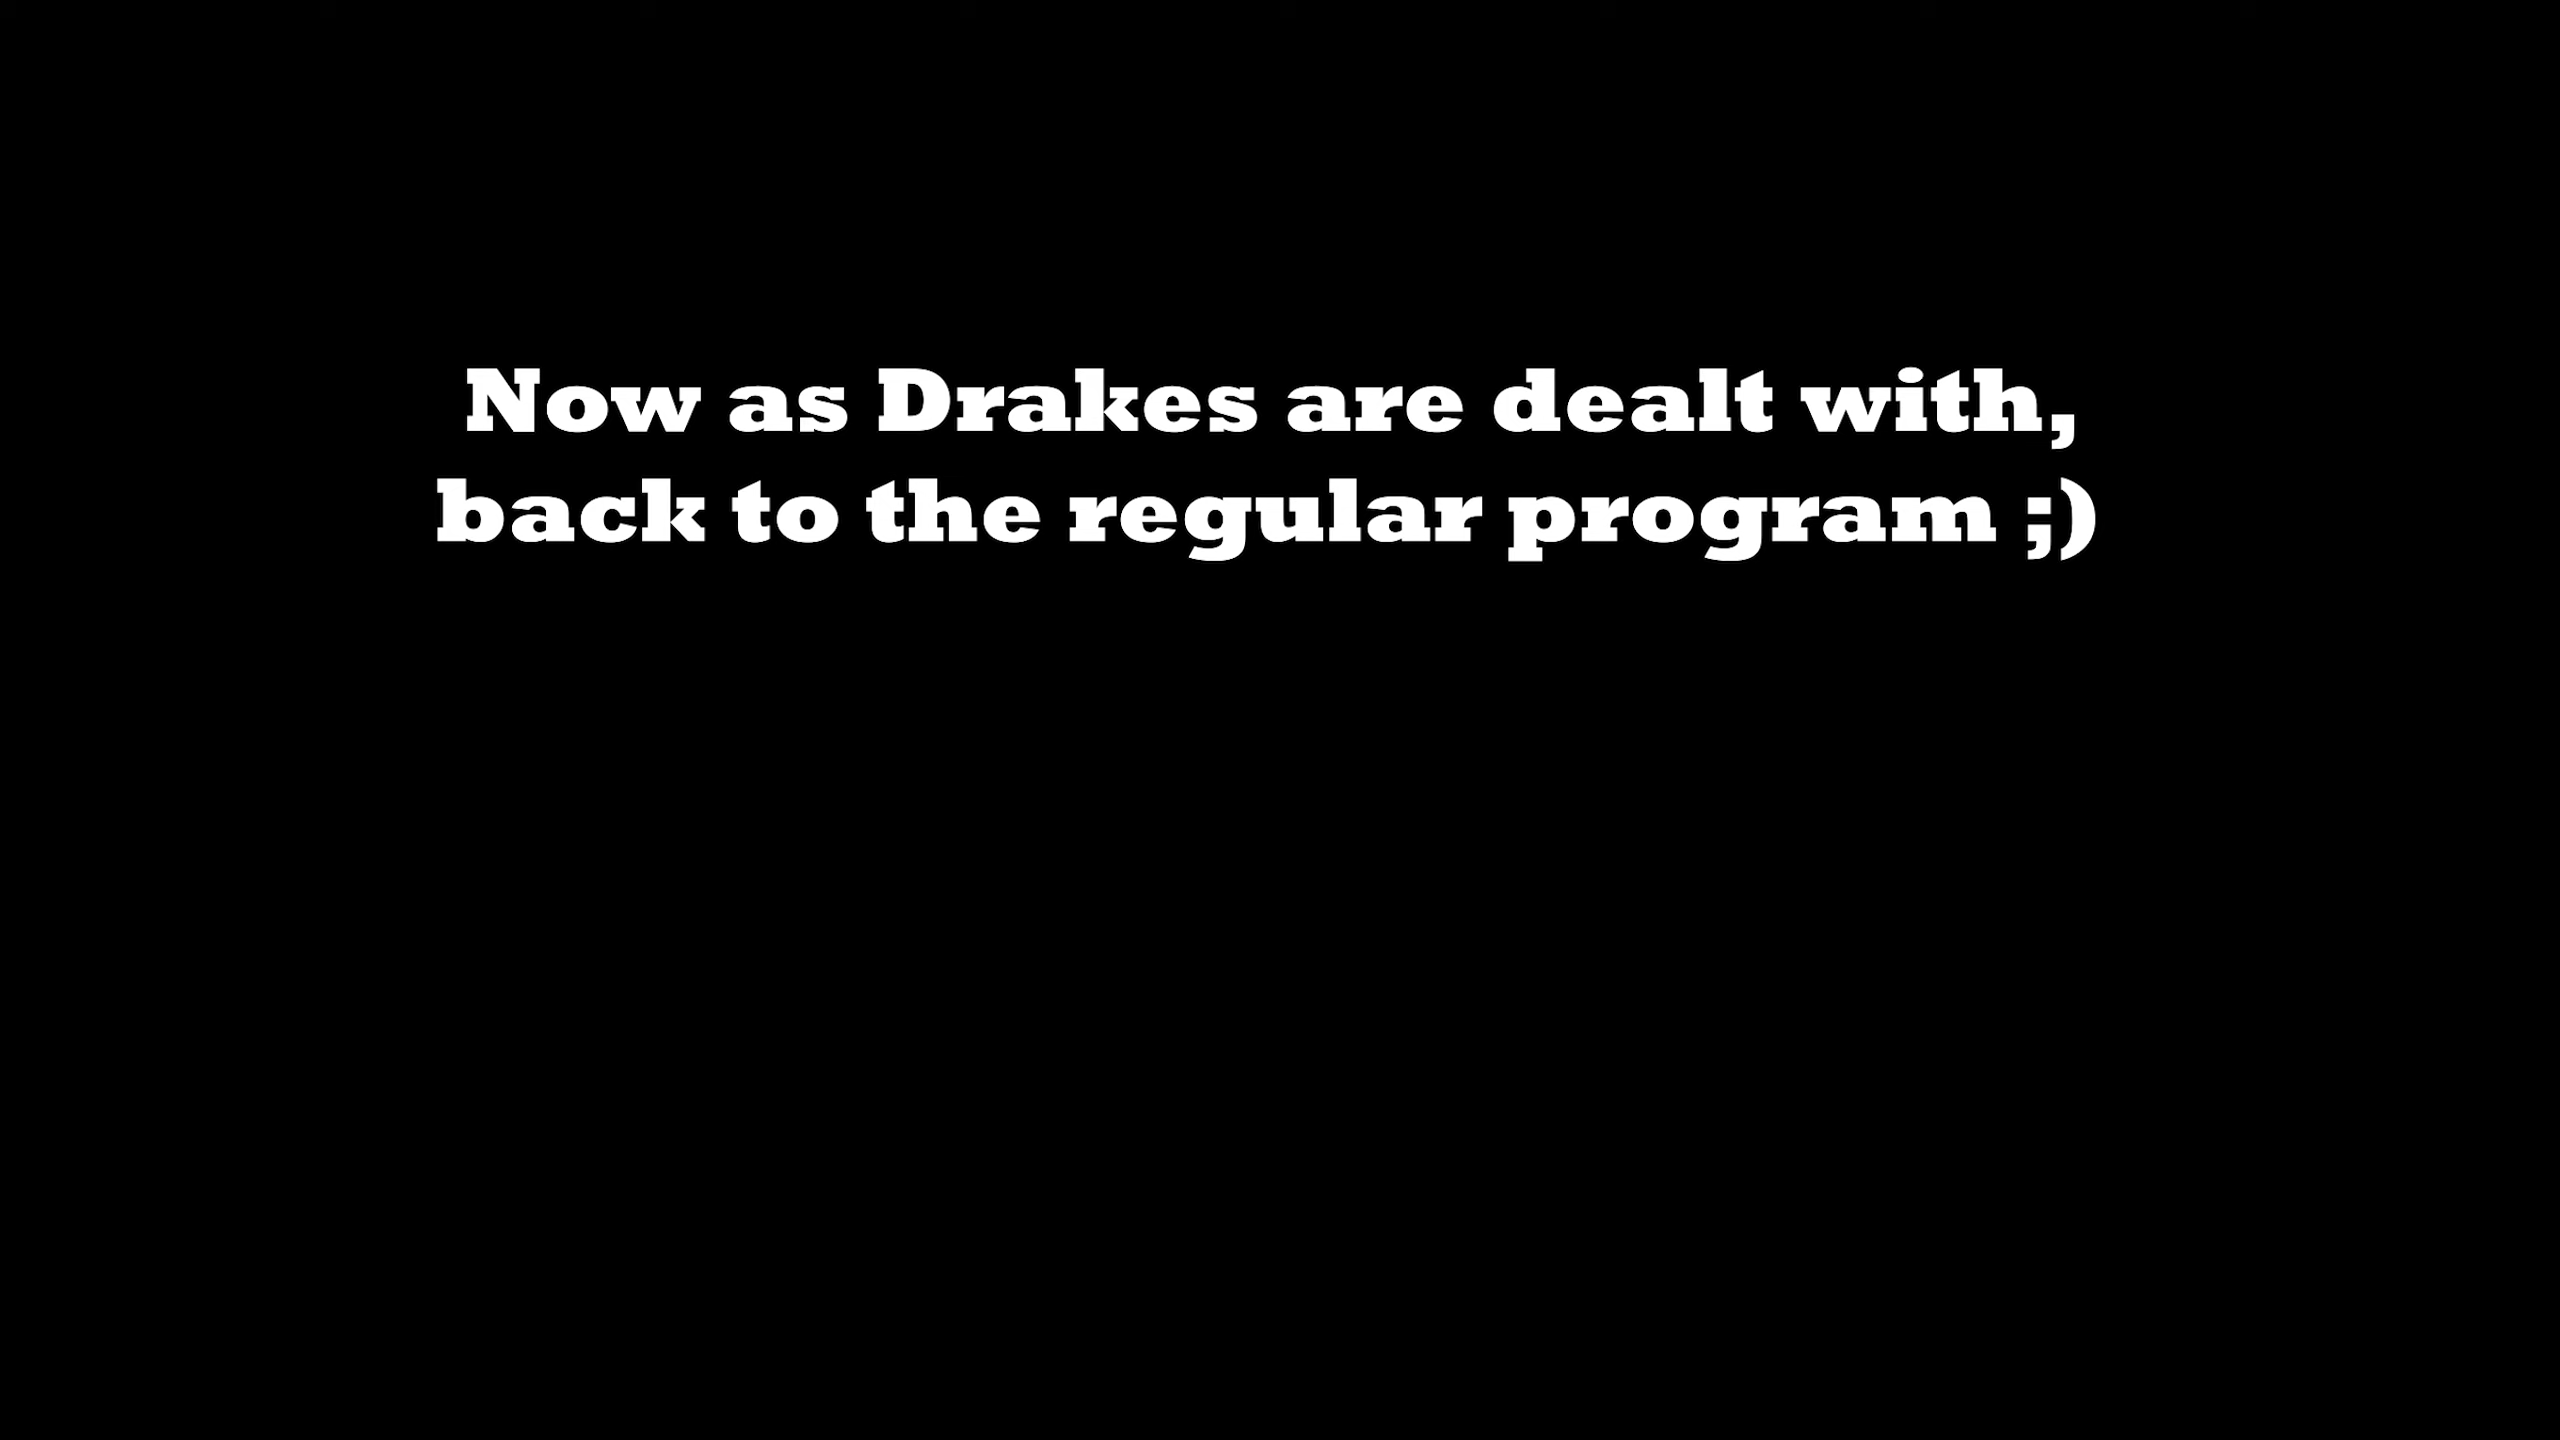 Now as Drakes are dealt with,
back to the regular program ;)